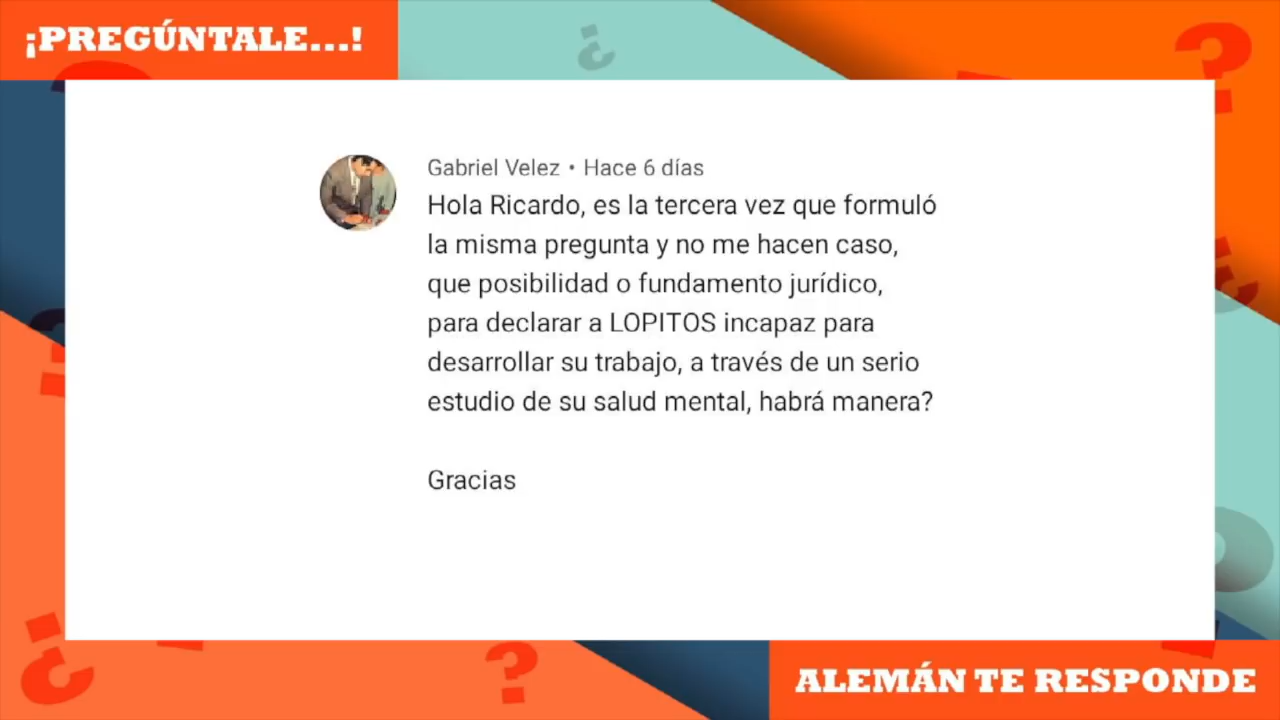 ¡PREGÚNTALE...!
Gabriel Velez • Hace 6 días
Hola Ricardo, es la tercera vez que formuló
la misma pregunta y no me hacen caso,
que posibilidad o fundamento jurídico,
para declarar a LOPITOS incapaz para
desarrollar su trabajo, a través de un serio
estudio de su salud mental, habrá manera?
Gracias
ALEMÁN TE RESPONDE